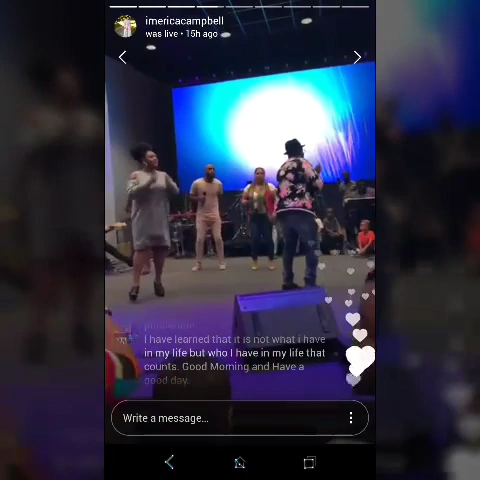 imericacampbell
was live • 15h ago
I have learned that it is not what i have
in my life but who I have in my life that
counts. Good Morning and Have a
good day.
Write a message...